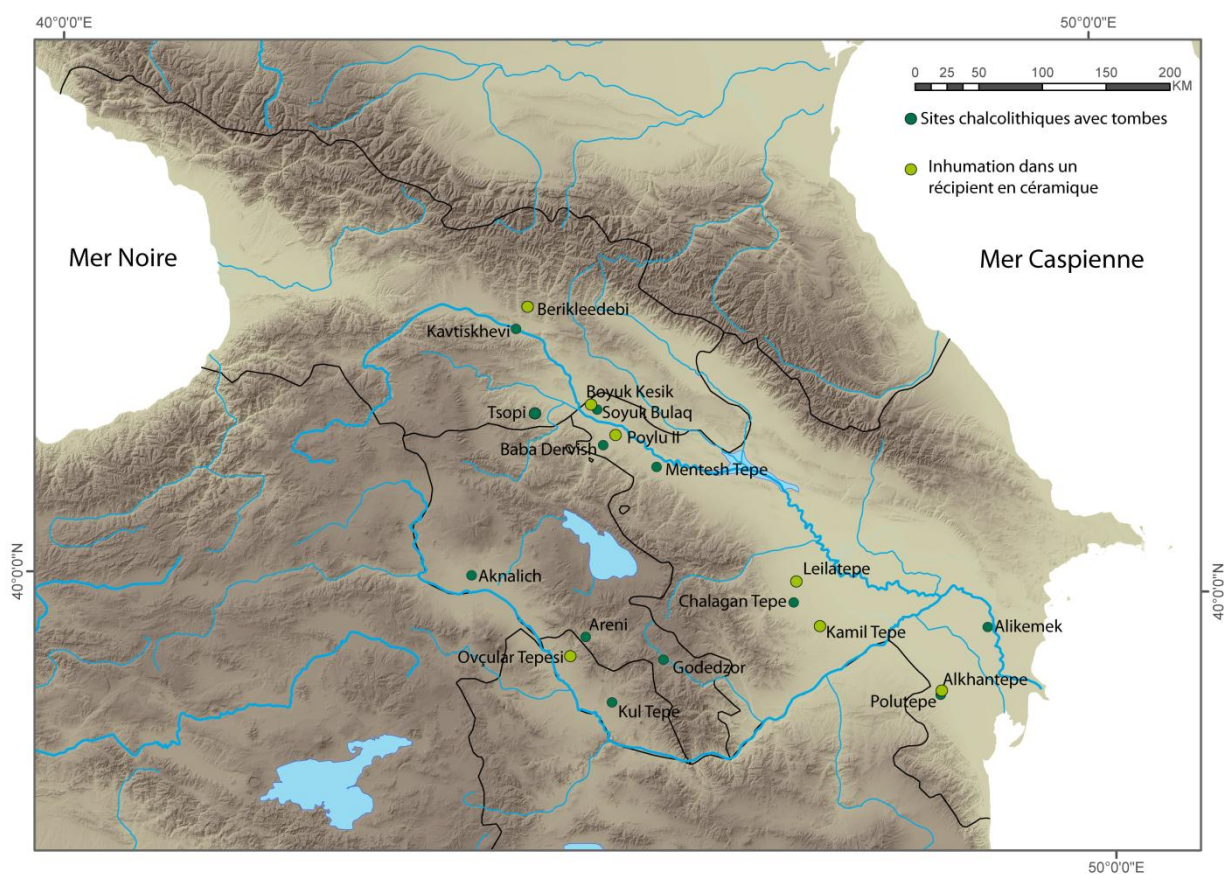 40°0'0"E
50°0'0"E
0 25 50 100 150 200
KM
Sites chalcolithiques avec tombes
Inhumation dans un
récipient en céramique
Mer Noire
Mer Caspienne
Berikleedebi
Kavtiskhevi
Boyuk Kesik
Tsopi
Soyuk Bulaq
Poylu II
Baba Dervish
Mentesh Tepe
40°0'0"N
40°0'0"N
Aknalich
Leilatepe
Chalagan Tepe
Kamil Tepe
Alikemek
Areni
Ovçular Tepesi
Godedzor
Alkhantepe
Polutepe
Kul Tepe
50°0'0"E